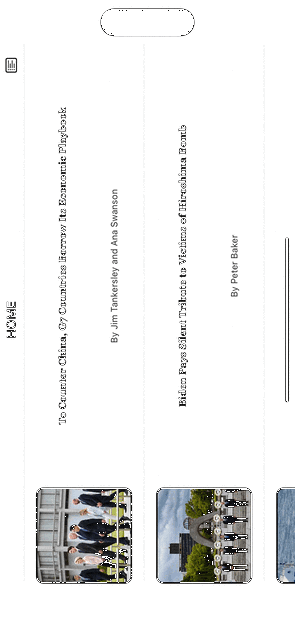 HOME
To Counter China, G7 Countries Borrow Its Economic Playbook
By Jim Tankersley and Ana Swanson
Biden Pays Silent Tribute to Victims of Hiroshima Bomb
By Peter Baker